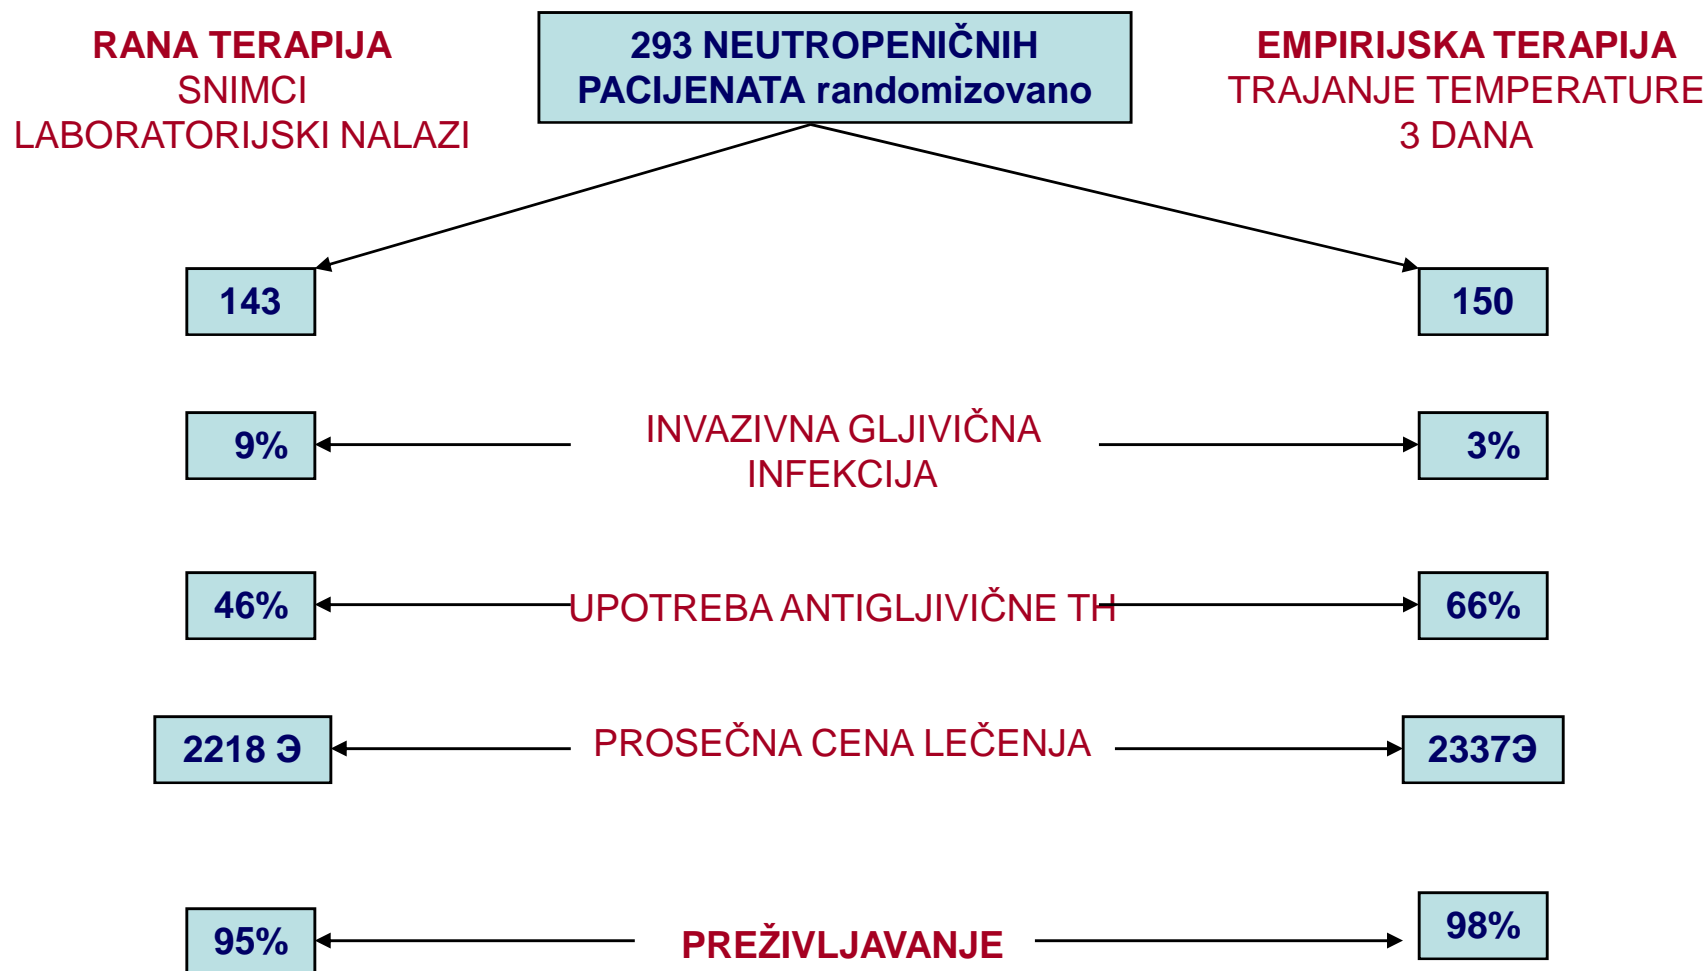 RANA TERAPIJA
SNIMCI
LABORATORIJSKI NALAZI
293 NEUTROPENIČNIH
PACIJENATA randomizovano
EMPIRIJSKA TERAPIJA
TRAJANJE TEMPERATURE
3 DANA
143
150
9%
INVAZIVNA GLJIVIČNA
INFEKCIJA
3%
46%
UPOTREBA ANTIGLJIVIČNE TH
66%
2218 Э
PROSEČNA CENA LEČENJA
2337Э
95%
PREŽIVLJAVANJE
98%